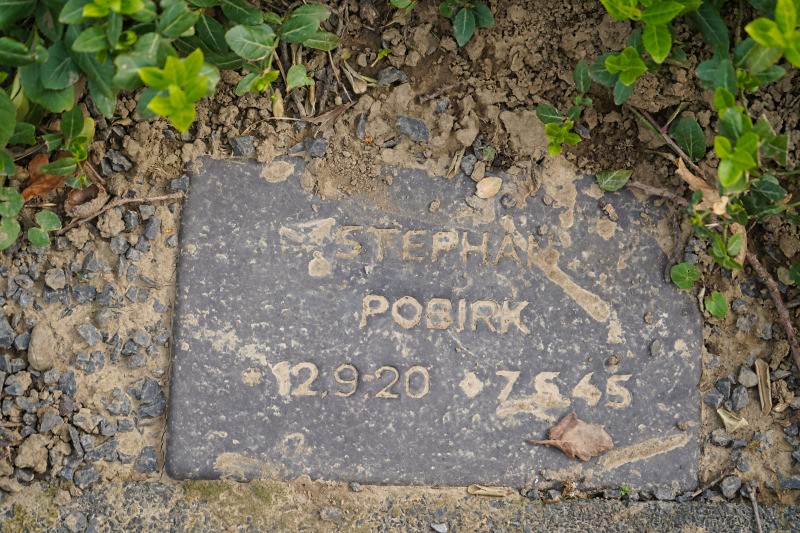 STEPHAN
POBIRK
* 12.9.20 + 7.5.45